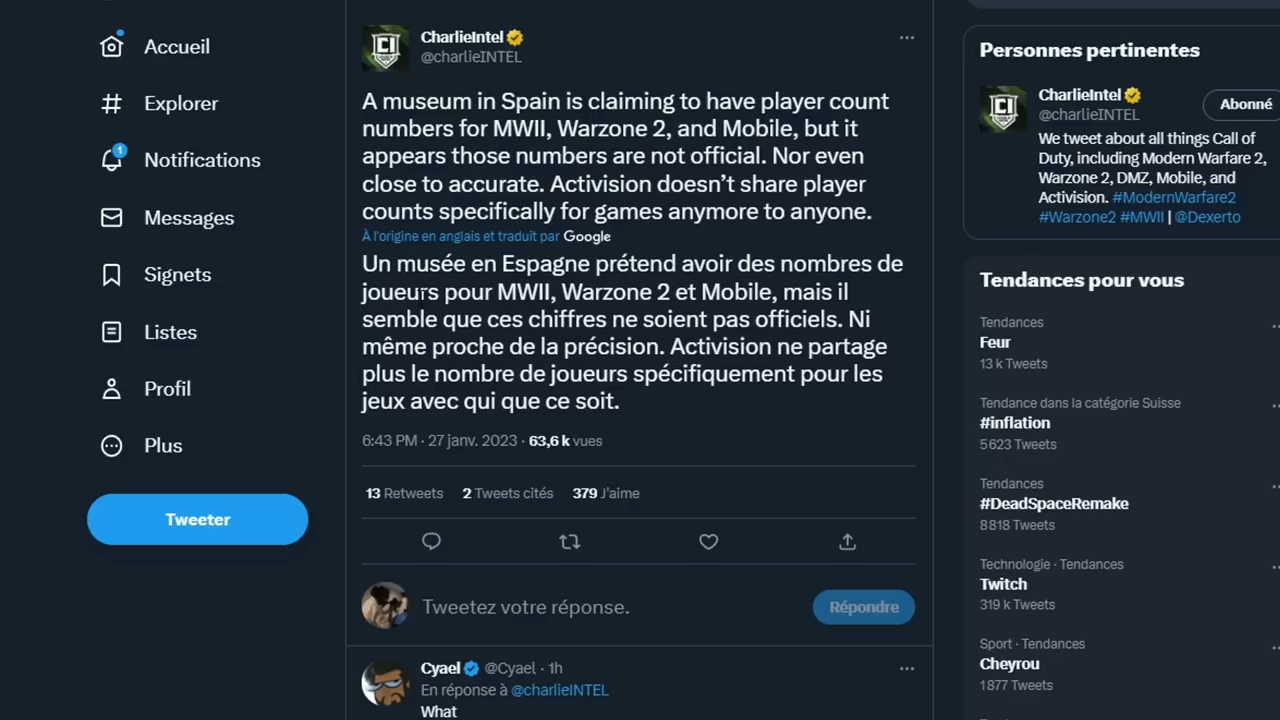 Accueil
Explorer
1
Notifications
Messages
Signets
Listes
Profil
Plus
Tweeter
CI
CharlieIntel
@charlieINTEL
A museum in Spain is claiming to have player count
numbers for MWII, Warzone 2, and Mobile, but it
appears those numbers are not official. Nor even
close to accurate. Activision doesn’t share player
counts specifically for games anymore to anyone.
À l'origine en anglais et traduit par Google
Un musée en Espagne prétend avoir des nombres de
joueurs pour MWII, Warzone 2 et Mobile, mais il
semble que ces chiffres ne soient pas officiels. Ni
même proche de la précision. Activision ne partage
plus le nombre de joueurs spécifiquement pour les
jeux avec qui que ce soit.
6:43 PM · 27 janv. 2023 · 63,6 k vues
13 Retweets 2 Tweets cités 379 J'aime
Tweetez votre réponse.
Répondre
Cyael @Cyael · 1h
En réponse à @charlieINTEL
What
Personnes pertinentes
CI
CharlieIntel
@charlieINTEL
Abonné
We tweet about all things Call of
Duty, including Modern Warfare 2,
Warzone 2, DMZ, Mobile, and
Activision. #ModernWarfare2
#Warzone2 #MWII | @Dexerto
Tendances pour vous
Tendances
Feur
13 k Tweets
Tendance dans la catégorie Suisse
#inflation
5 623 Tweets
Tendances
#DeadSpaceRemake
8 818 Tweets
Technologie · Tendances
Twitch
319 k Tweets
Sport · Tendances
Cheyrou
1 877 Tweets